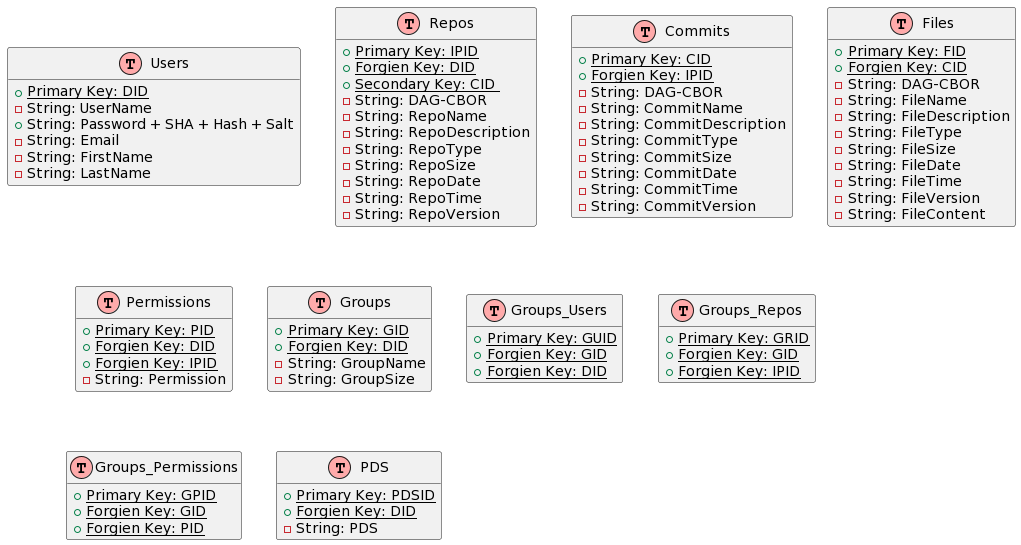 T Users
Primary Key: DID
String: UserName
String: Password + SHA + Hash + Salt
String: Email
String: FirstName
String: LastName
T Repos
Primary Key: IPID
Forgien Key: DID
Secondary Key: CID
String: DAG-CBOR
String: RepoName
String: RepoDescription
String: RepoType
String: RepoSize
String: RepoDate
String: RepoTime
String: RepoVersion
T Commits
Primary Key: CID
Forgien Key: IPID
String: DAG-CBOR
String: CommitName
String: CommitDescription
String: CommitType
String: CommitSize
String: CommitDate
String: CommitTime
String: CommitVersion
T Files
Primary Key: FID
Forgien Key: CID
String: DAG-CBOR
String: FileName
String: FileDescription
String: FileType
String: FileSize
String: FileDate
String: FileTime
String: FileVersion
String: FileContent
T Permissions
Primary Key: PID
Forgien Key: DID
Forgien Key: IPID
String: Permission
T Groups
Primary Key: GID
Forgien Key: DID
String: GroupName
String: GroupSize
T Groups_Users
Primary Key: GUID
Forgien Key: GID
Forgien Key: DID
T Groups_Repos
Primary Key: GRID
Forgien Key: GID
Forgien Key: IPID
T Groups_Permissions
Primary Key: GPID
Forgien Key: GID
Forgien Key: PID
T PDS
Primary Key: PDSID
Forgien Key: DID
String: PDS